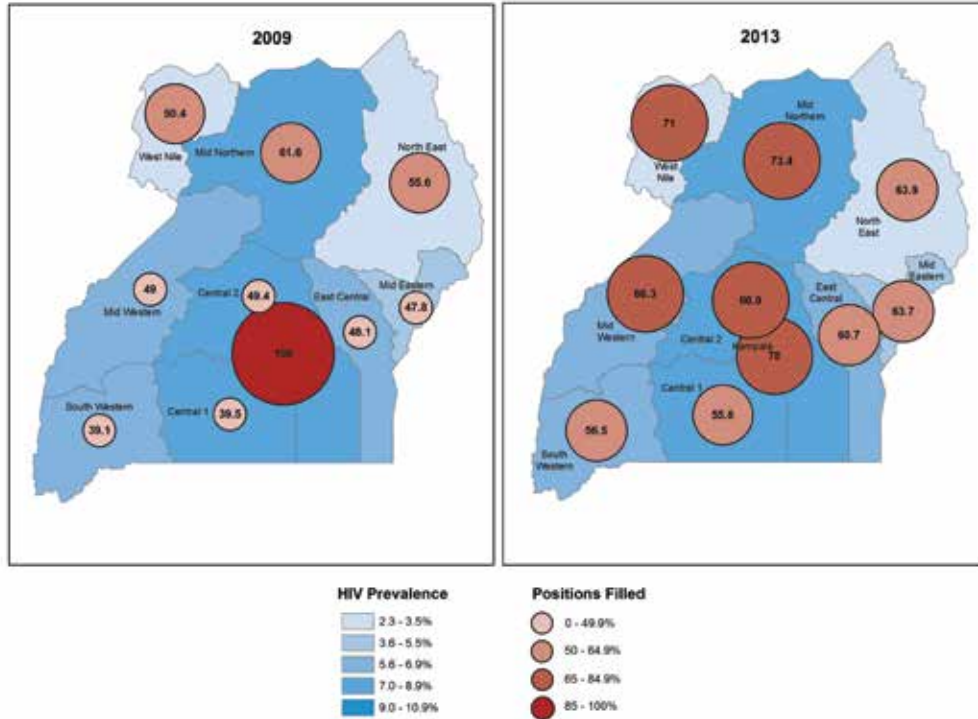 2009
50.4
West Nile
Mid Northern
61.6
North East
55.6
49
Mid Western
Central 2
49.4
East Central
Mid Eastern
47.8
South Western
39.1
Central 1
39.5
2013
71
West Nile
Mid Northern
73.4
63.9
North East
66.3
Mid Western
Central 2
Kampala
East Central
60.7
Mid Eastern
63.7
Central 1
56.5
South Western
HIV Prevalence
2.3 - 3.5%
3.6 - 5.5%
5.6 - 6.9%
7.0 - 8.9%
9.0 - 10.9%
Positions Filled
0 - 49.9%
50 - 64.9%
65 - 84.9%
85 - 100%